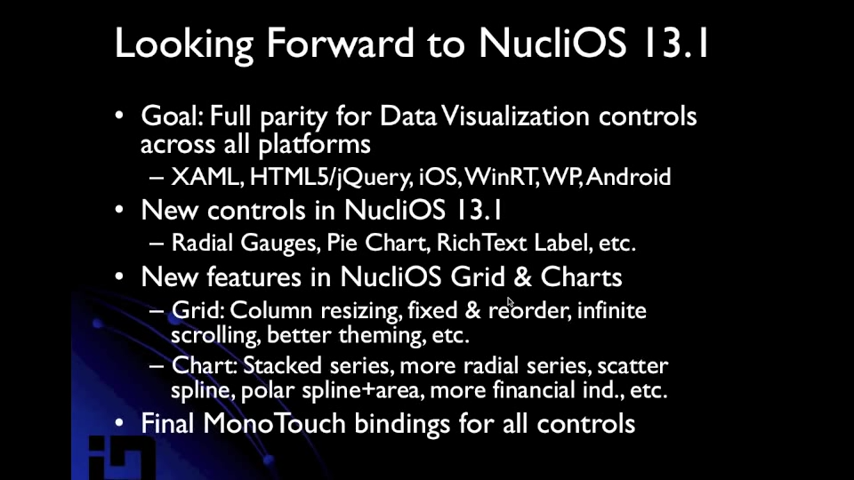 Looking Forward to NucliOS 13.1
• Goal: Full parity for Data Visualization controls
across all platforms
– XAML, HTML5/jQuery, iOS, WinRT, WP, Android
• New controls in NucliOS 13.1
– Radial Gauges, Pie Chart, RichText Label, etc.
• New features in NucliOS Grid & Charts
– Grid: Column resizing, fixed & reorder, infinite
scrolling, better theming, etc.
– Chart: Stacked series, more radial series, scatter
spline, polar spline+area, more financial ind., etc.
• Final MonoTouch bindings for all controls